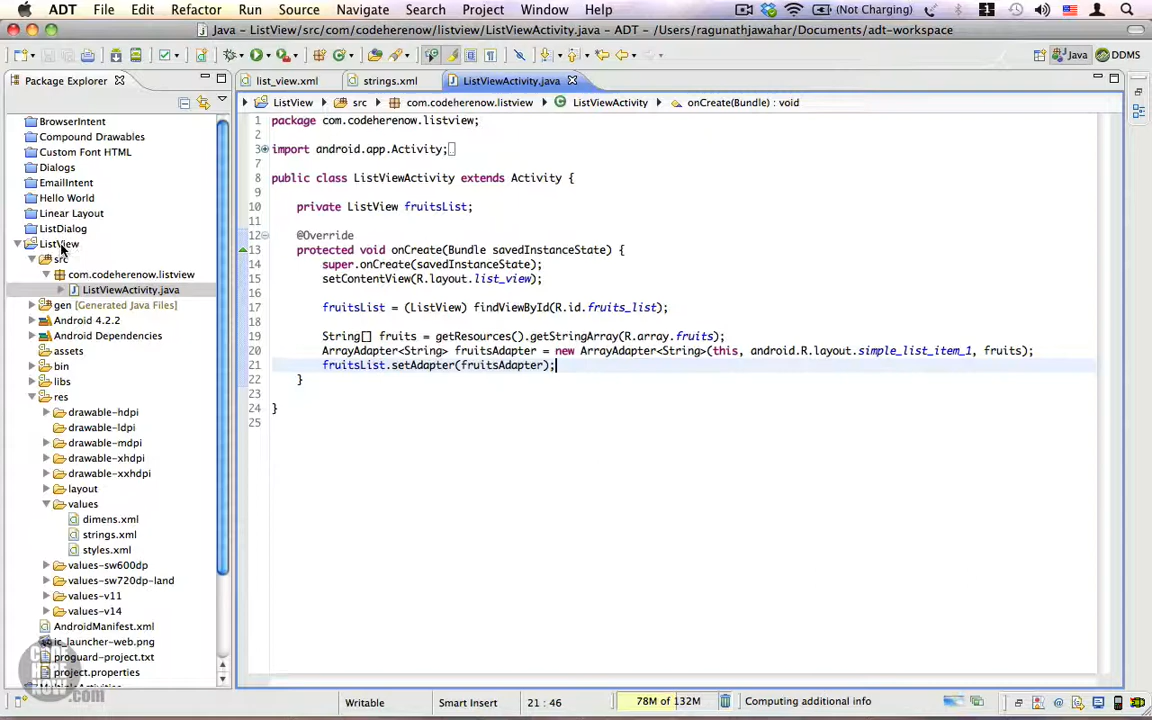 ADT File Edit Refactor Run Source Navigate Search Project Window Help (Not Charging) 1
Java - ListView/src/com/codeherenow/listview/ListViewActivity.java - ADT - /Users/ragunathjawahar/Documents/adt-workspace
Java DDMS
Package Explorer
list_view.xml strings.xml ListViewActivity.java
ListView src com.codeherenow.listview ListViewActivity onCreate(Bundle) : void
BrowserIntent
Compound Drawables
Custom Font HTML
Dialogs
EmailIntent
Hello World
Linear Layout
ListDialog
ListView
src
com.codeherenow.listview
ListViewActivity.java
gen [Generated Java Files]
Android 4.2.2
Android Dependencies
assets
bin
libs
res
drawable-hdpi
drawable-ldpi
drawable-mdpi
drawable-xhdpi
drawable-xxhdpi
layout
values
dimens.xml
strings.xml
styles.xml
values-sw600dp
values-sw720dp-land
values-v11
values-v14
AndroidManifest.xml
ic_launcher-web.png
proguard-project.txt
project.properties
1 package com.codeherenow.listview;
2
3 import android.app.Activity;
7
8 public class ListViewActivity extends Activity {
9
10 private ListView fruitsList;
11
12 @Override
13 protected void onCreate(Bundle savedInstanceState) {
14 super.onCreate(savedInstanceState);
15 setContentView(R.layout.list_view);
16
17 fruitsList = (ListView) findViewById(R.id.fruits_list);
18
19 String[] fruits = getResources().getStringArray(R.array.fruits);
20 ArrayAdapter<String> fruitsAdapter = new ArrayAdapter<String>(this, android.R.layout.simple_list_item_1, fruits);
21 fruitsList.setAdapter(fruitsAdapter);
22 }
23
24 }
25
CODE
HERE
NOW
.com
Writable Smart Insert 21 : 46 78M of 132M Computing additional info